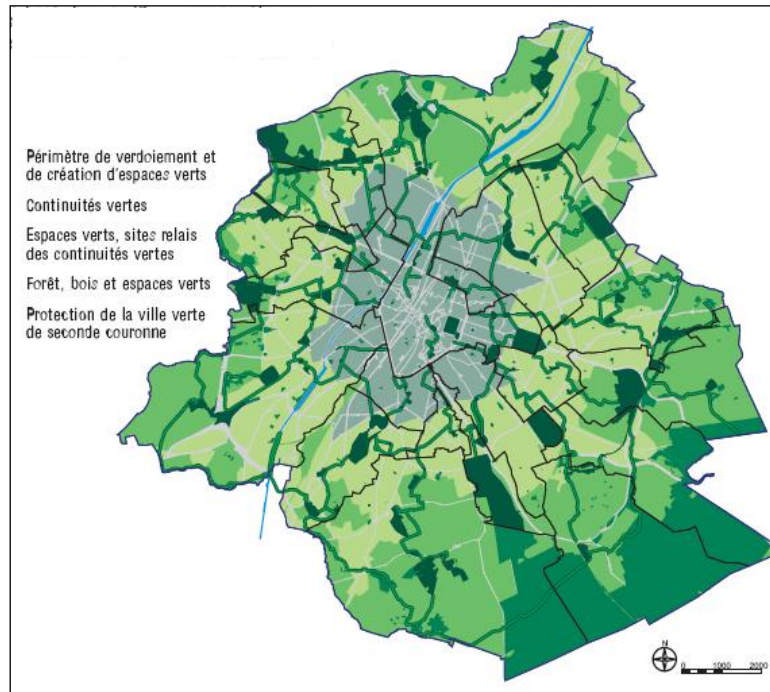 Périmètre de verdoiement et
de création d'espaces verts
Continuités vertes
Espaces verts, sites relais
des continuités vertes
Forêt, bois et espaces verts
Protection de la ville verte
de seconde couronne
N
0 1000 2000